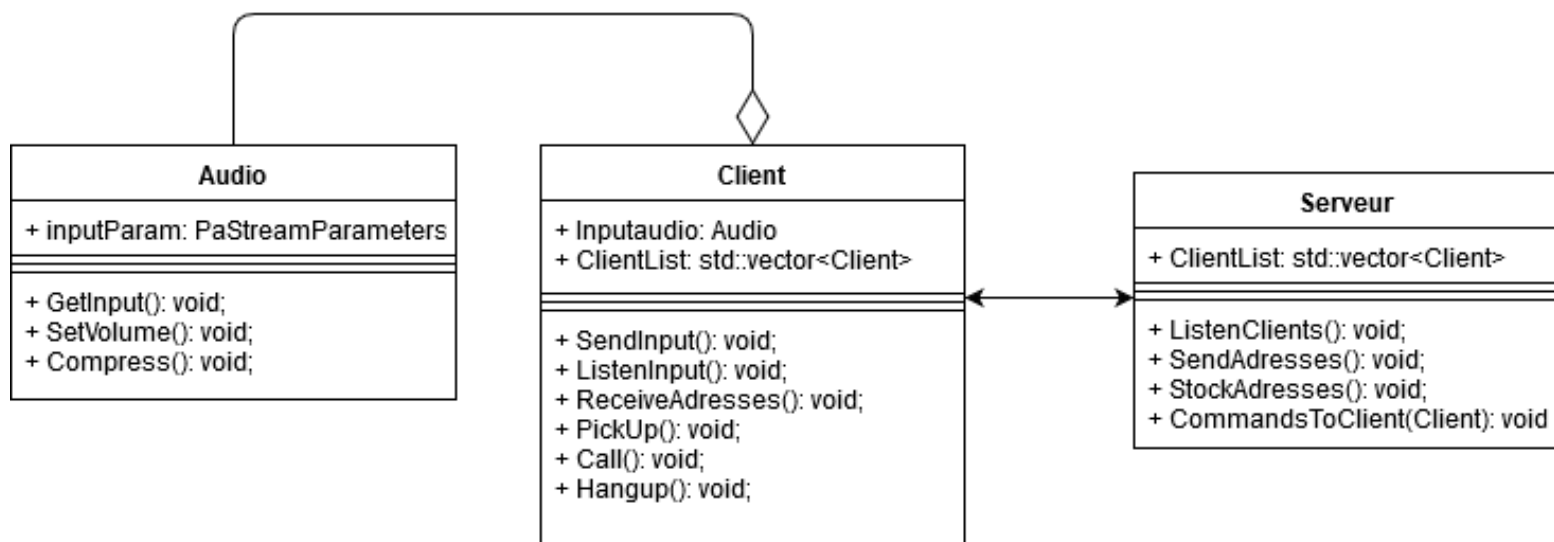 Audio
+ inputParam: PaStreamParameters
+ GetInput(): void;
+ SetVolume(): void;
+ Compress(): void;
Client
+ Inputaudio: Audio
+ ClientList: std::vector<Client>
+ SendInput(): void;
+ ListenInput(): void;
+ ReceiveAdresses(): void;
+ PickUp(): void;
+ Call(): void;
+ Hangup(): void;
Serveur
+ ClientList: std::vector<Client>
+ ListenClients(): void;
+ SendAdresses(): void;
+ StockAdresses(): void;
+ CommandsToClient(Client): void